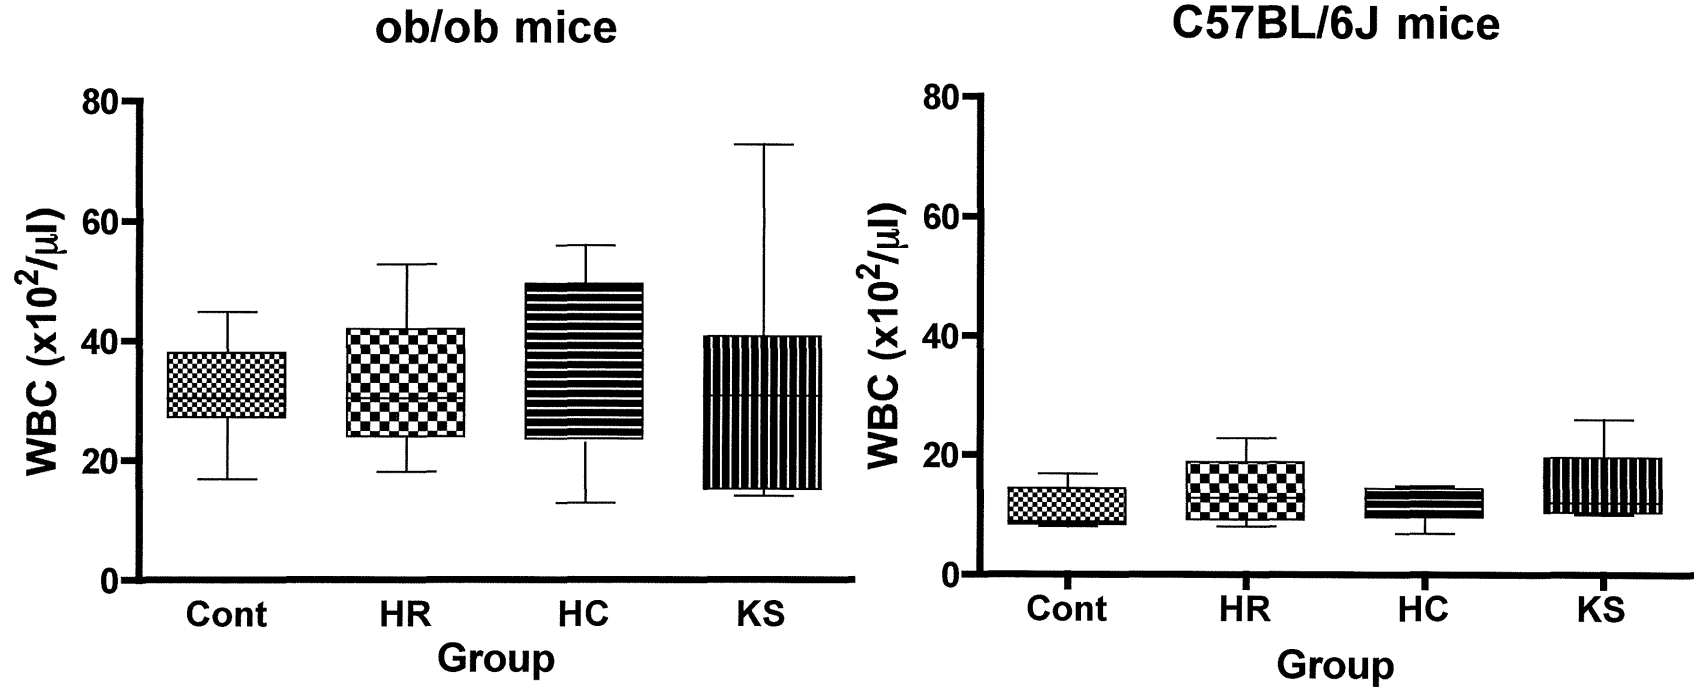 ob/ob mice
WBC (x10²/μl)
80
60
40
20
0
Cont HR HC KS
Group
C57BL/6J mice
WBC (x10²/μl)
80
60
40
20
0
Cont HR HC KS
Group